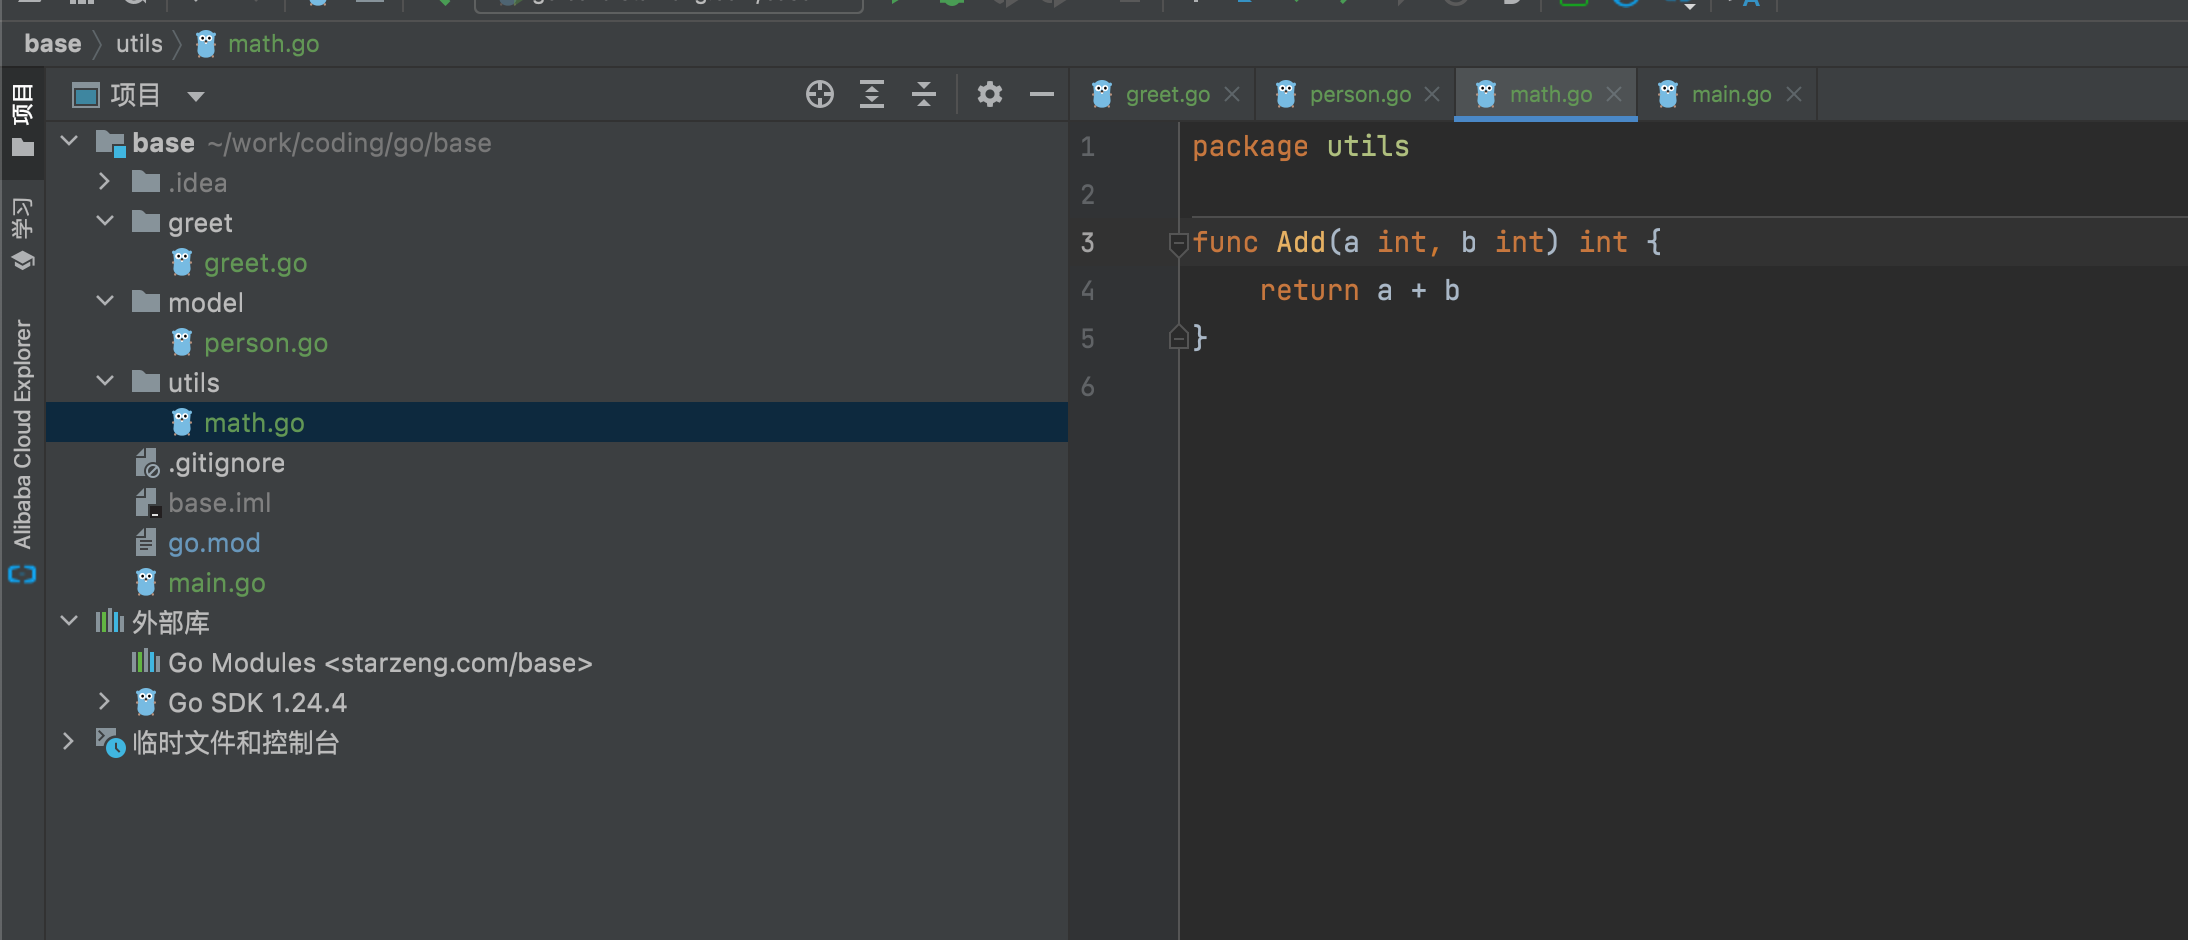 base utils math.go
项目
学习
Alibaba Cloud Explorer
项目
base ~/work/coding/go/base
.idea
greet
greet.go
model
person.go
utils
math.go
.gitignore
base.iml
go.mod
main.go
外部库
Go Modules <starzeng.com/base>
Go SDK 1.24.4
临时文件和控制台
greet.go person.go math.go main.go
1 package utils
2
3 func Add(a int, b int) int {
4 return a + b
5 }
6